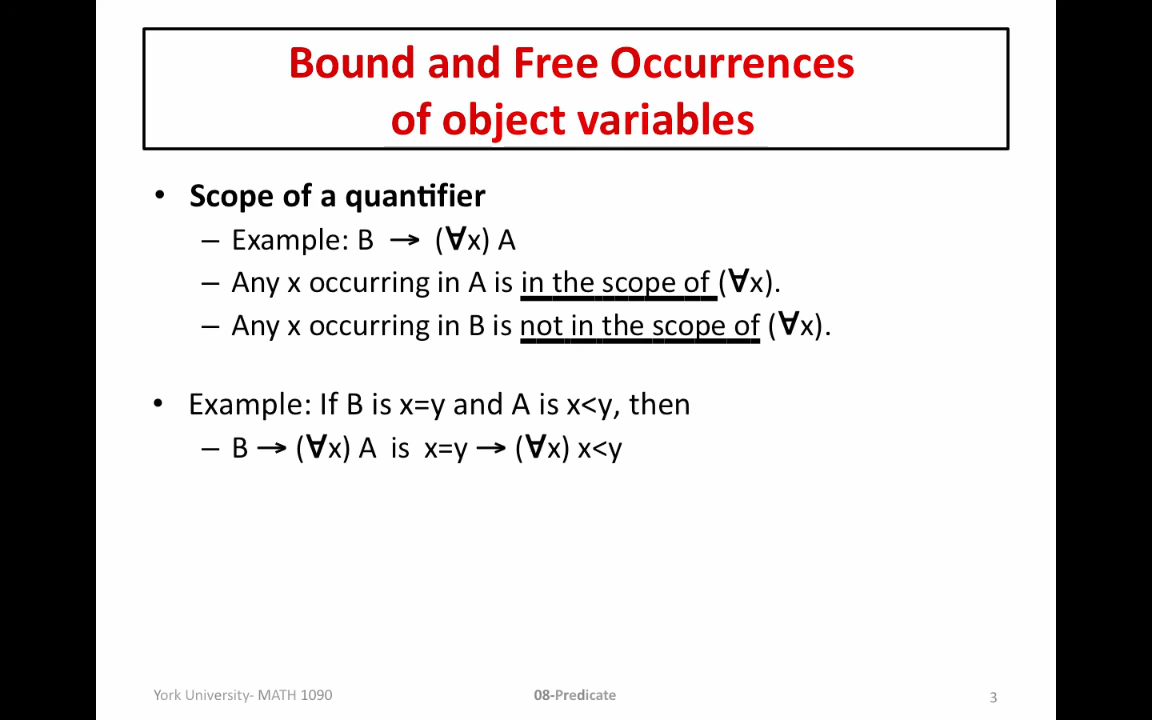 Bound and Free Occurrences
of object variables
• Scope of a quantifier
– Example: B → (∀x) A
– Any x occurring in A is in the scope of (∀x).
– Any x occurring in B is not in the scope of (∀x).
• Example: If B is x=y and A is x<y, then
– B → (∀x) A is x=y → (∀x) x<y
York University- MATH 1090
08-Predicate
3